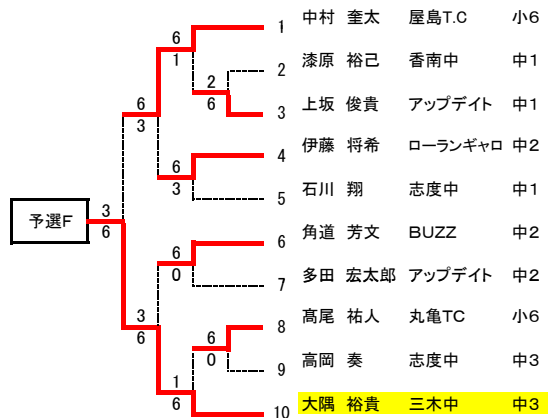 1 中村 奎太 屋島T.C 小6
2 漆原 裕己 香南中 中1
3 上坂 俊貴 アップデイト 中1
4 伊藤 将希 ローランギャロ 中2
5 石川 翔 志度中 中1
6 角道 芳文 BUZZ 中2
7 多田 宏太郎 アップデイト 中2
8 髙尾 祐人 丸亀TC 小6
9 高岡 奏 志度中 中3
10 大隅 裕貴 三木中 中3
予選F
3
6
6
3
3
6
6
1
6
3
6
0
1
6
2
6
6
0